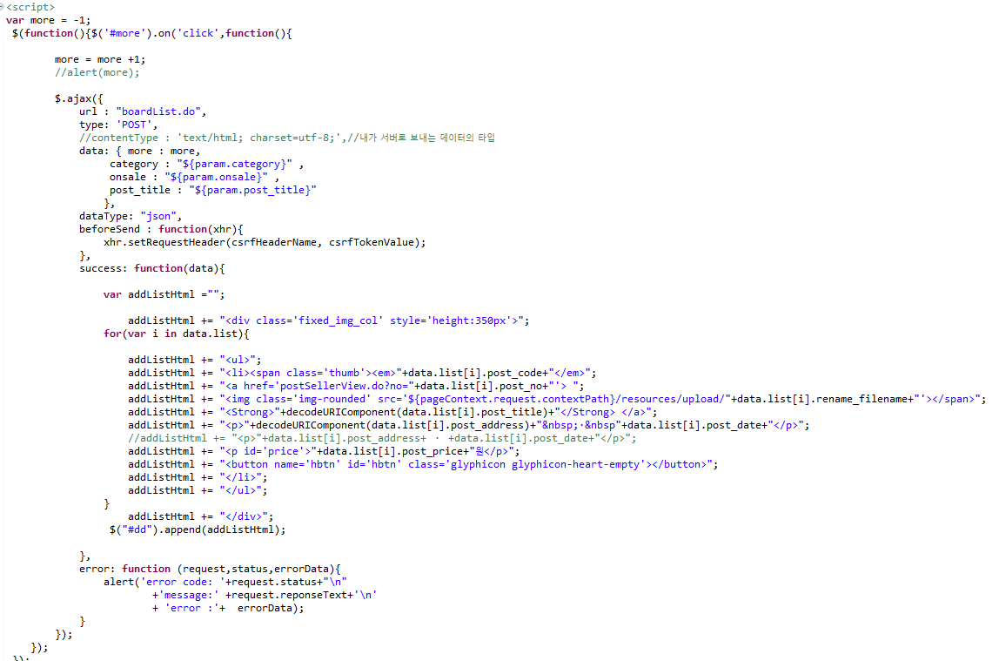 <script>
var more = -1;
$(function(){$('#more').on('click',function(){
more = more +1;
//alert(more);
$.ajax({
url : "boardList.do",
type: 'POST',
//contentType : 'text/html; charset=utf-8;',//내가 서버로 보내는 데이터의 타입
data: { more : more,
category : "${param.category}" ,
onsale : "${param.onsale}" ,
post_title : "${param.post_title}"
},
dataType: "json",
beforeSend : function(xhr){
xhr.setRequestHeader(csrfHeaderName, csrfTokenValue);
},
success: function(data){
var addListHtml ="";
addListHtml += "<div class='fixed_img_col' style='height:350px'>";
for(var i in data.list){
addListHtml += "<ul>";
addListHtml += "<li><span class='thumb'><em>"+data.list[i].post_code+"</em>";
addListHtml += "<a href='postSellerView.do?no="+data.list[i].post_no+"'> ";
addListHtml += "<img class='img-rounded' src='${pageContext.request.contextPath}/resources/upload/"+data.list[i].rename_filename+"'></span>";
addListHtml += "<Strong>"+decodeURIComponent(data.list[i].post_title)+"</Strong> </a>";
addListHtml += "<p>"+decodeURIComponent(data.list[i].post_address)+"&nbsp;·&nbsp"+data.list[i].post_date+"</p>";
//addListHtml += "<p>"+data.list[i].post_address+ · +data.list[i].post_date+"</p>";
addListHtml += "<p id='price'>"+data.list[i].post_price+"원</p>";
addListHtml += "<button name='hbtn' id='hbtn' class='glyphicon glyphicon-heart-empty'></button>";
addListHtml += "</li>";
addListHtml += "</ul>";
}
addListHtml += "</div>";
$("#dd").append(addListHtml);
},
error: function (request,status,errorData){
alert('error code: '+request.status+"\n"
+'message:' +request.reponseText+'\n'
+ 'error :'+ errorData);
}
});
});
});